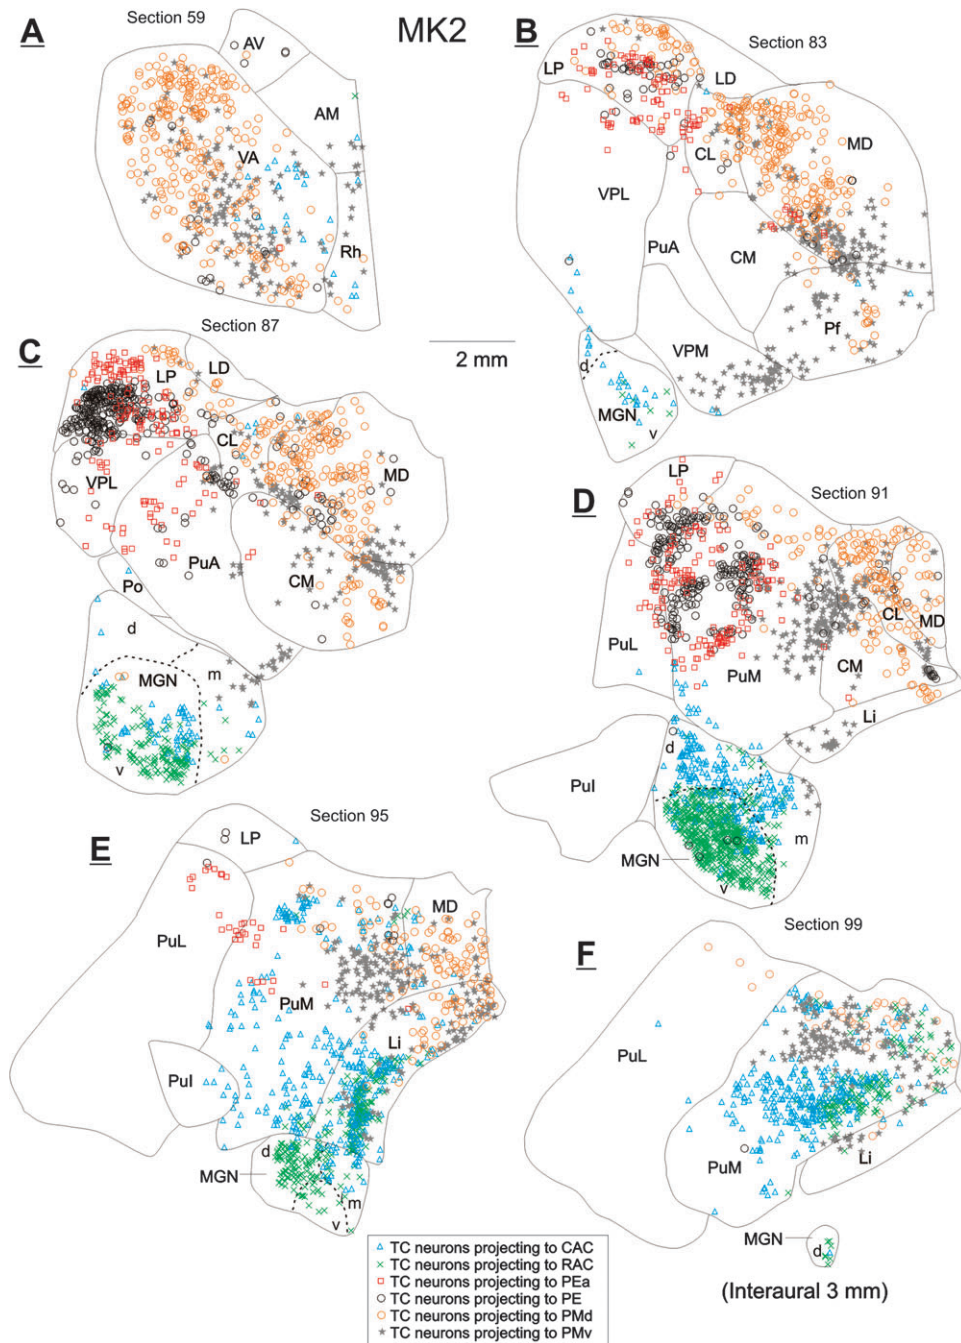 A
Section 59
MK2
AV
AM
VA
Rh
B
Section 83
LP
LD
MD
CL
VPL
PuA
CM
Pf
VPM
d
MGN
v
2 mm
C
Section 87
LP
LD
CL
MD
VPL
PuA
CM
Po
d
MGN
m
v
D
Section 91
LP
CL
MD
PuL
PuM
CM
Li
PuI
d
m
MGN
v
E
Section 95
LP
MD
PuL
PuM
Li
PuI
d
MGN
m
v
F
Section 99
PuL
PuM
Li
MGN
d
(Interaural 3 mm)
TC neurons projecting to CAC
TC neurons projecting to RAC
TC neurons projecting to PEa
TC neurons projecting to PE
TC neurons projecting to PMd
TC neurons projecting to PMv